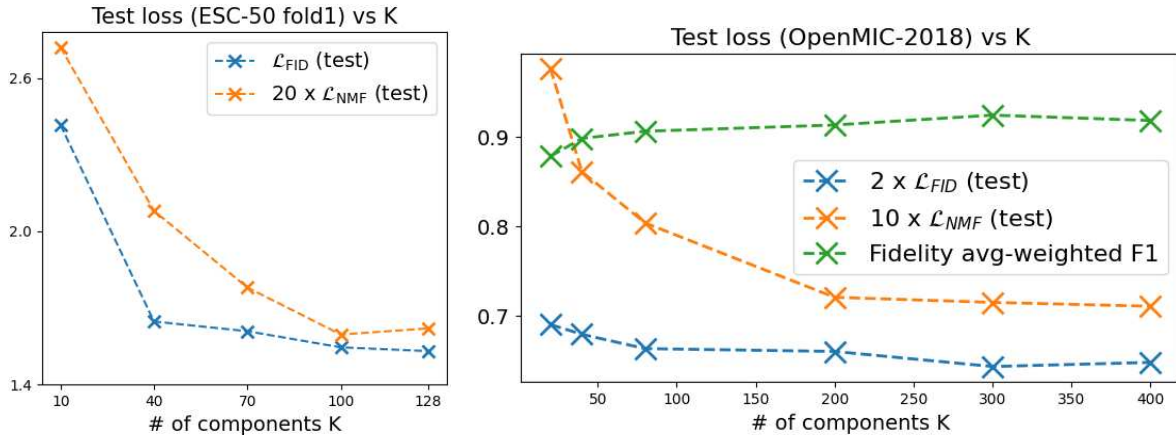 Test loss (ESC-50 fold1) vs K
2.6
2.0
1.4
ℒFID (test)
20 x ℒNMF (test)
10 40 70 100 128
# of components K
Test loss (OpenMIC-2018) vs K
0.9
0.8
0.7
2 x ℒFID (test)
10 x ℒNMF (test)
Fidelity avg-weighted F1
50 100 150 200 250 300 350 400
# of components K